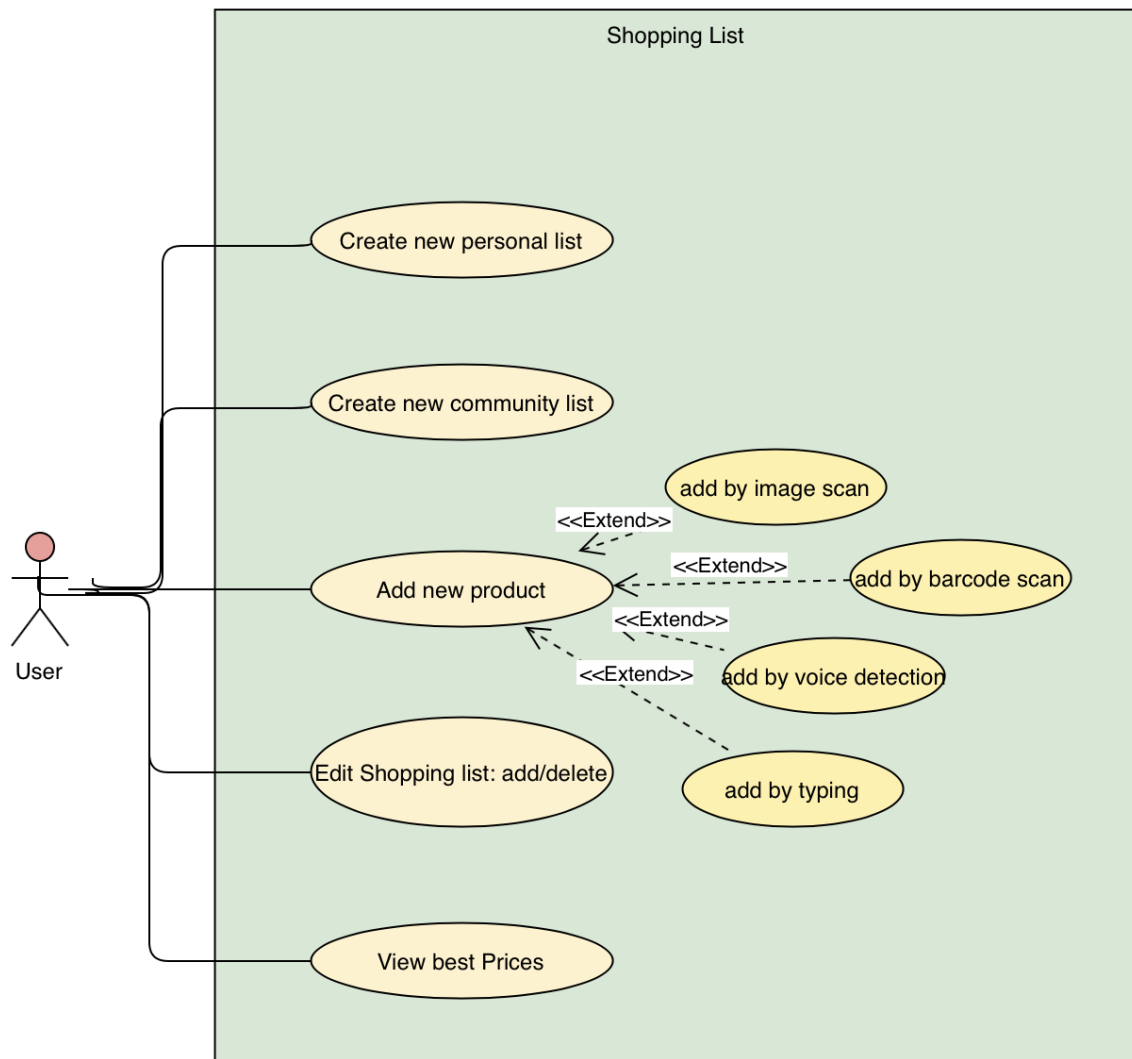 Shopping List
Create new personal list
Create new community list
add by image scan
<<Extend>>
<<Extend>>
add by barcode scan
Add new product
<<Extend>>
User
<<Extend>>
add by voice detection
Edit Shopping list: add/delete
add by typing
View best Prices